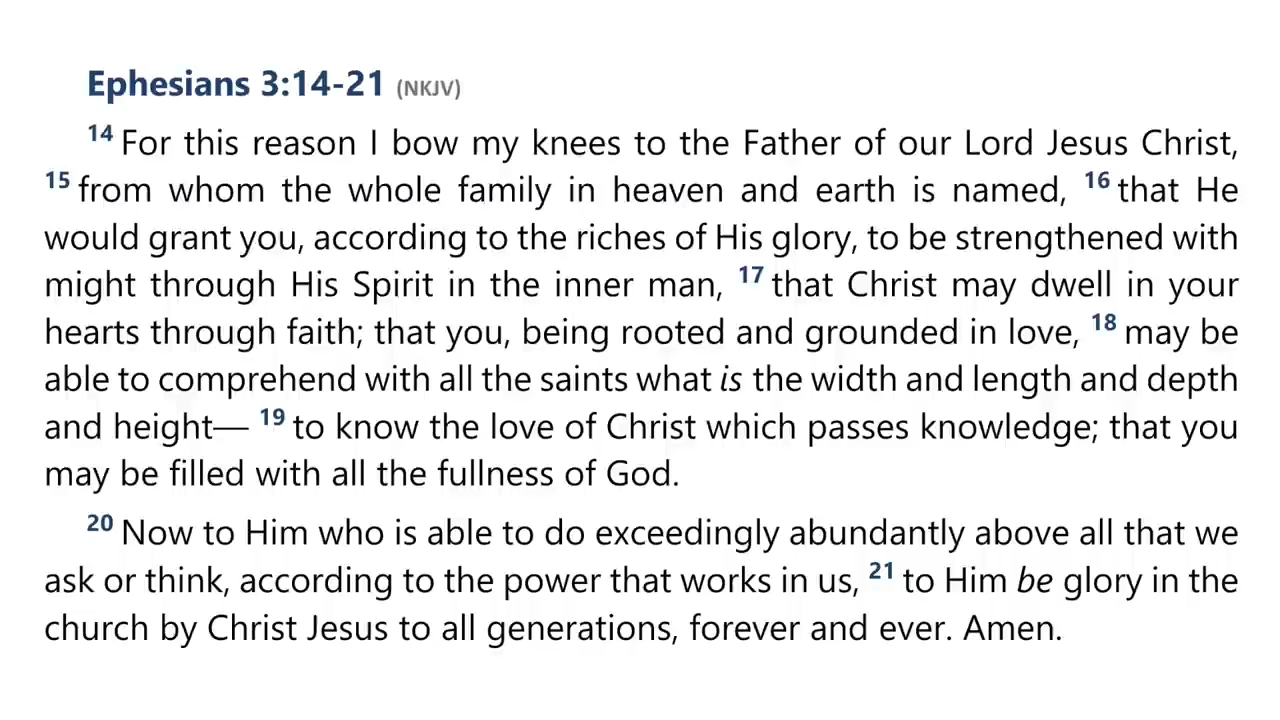 Ephesians 3:14-21 (NKJV)
14 For this reason I bow my knees to the Father of our Lord Jesus Christ,
15 from whom the whole family in heaven and earth is named, 16 that He
would grant you, according to the riches of His glory, to be strengthened with
might through His Spirit in the inner man, 17 that Christ may dwell in your
hearts through faith; that you, being rooted and grounded in love, 18 may be
able to comprehend with all the saints what is the width and length and depth
and height— 19 to know the love of Christ which passes knowledge; that you
may be filled with all the fullness of God.
20 Now to Him who is able to do exceedingly abundantly above all that we
ask or think, according to the power that works in us, 21 to Him be glory in the
church by Christ Jesus to all generations, forever and ever. Amen.